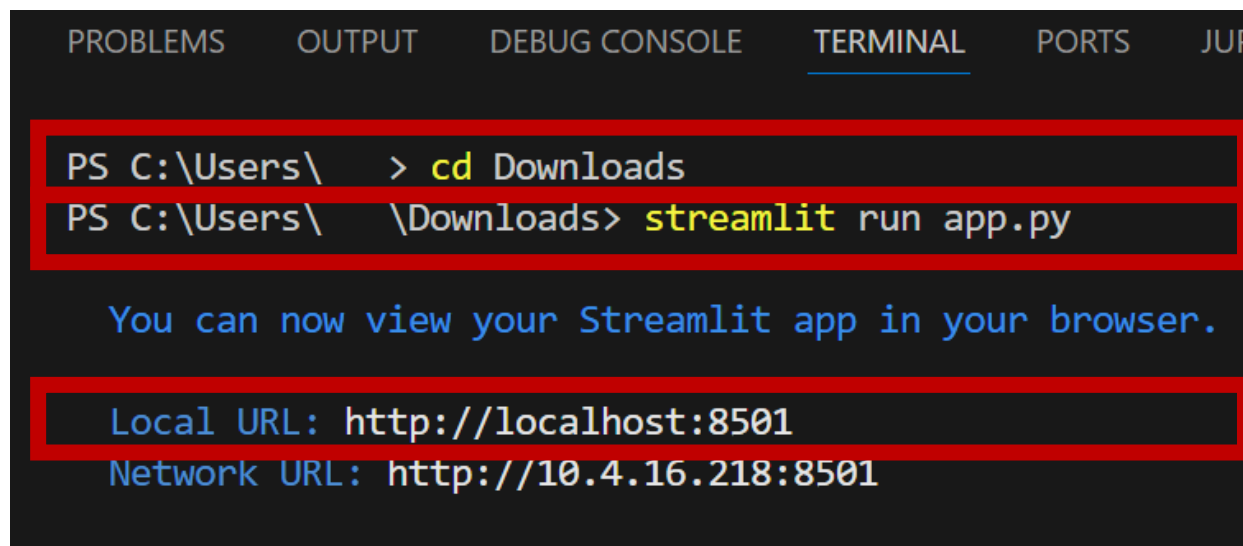 PROBLEMS OUTPUT DEBUG CONSOLE TERMINAL PORTS JUP
PS C:\Users\   > cd Downloads
PS C:\Users\   \Downloads> streamlit run app.py
You can now view your Streamlit app in your browser.
Local URL: http://localhost:8501
Network URL: http://10.4.16.218:8501